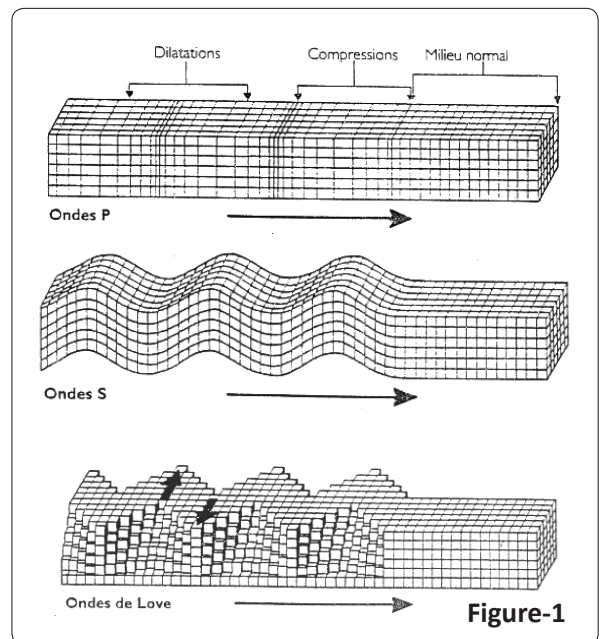 Dilatations Compressions Milieu normal
Ondes P
Ondes S
Ondes de Love
Figure-1